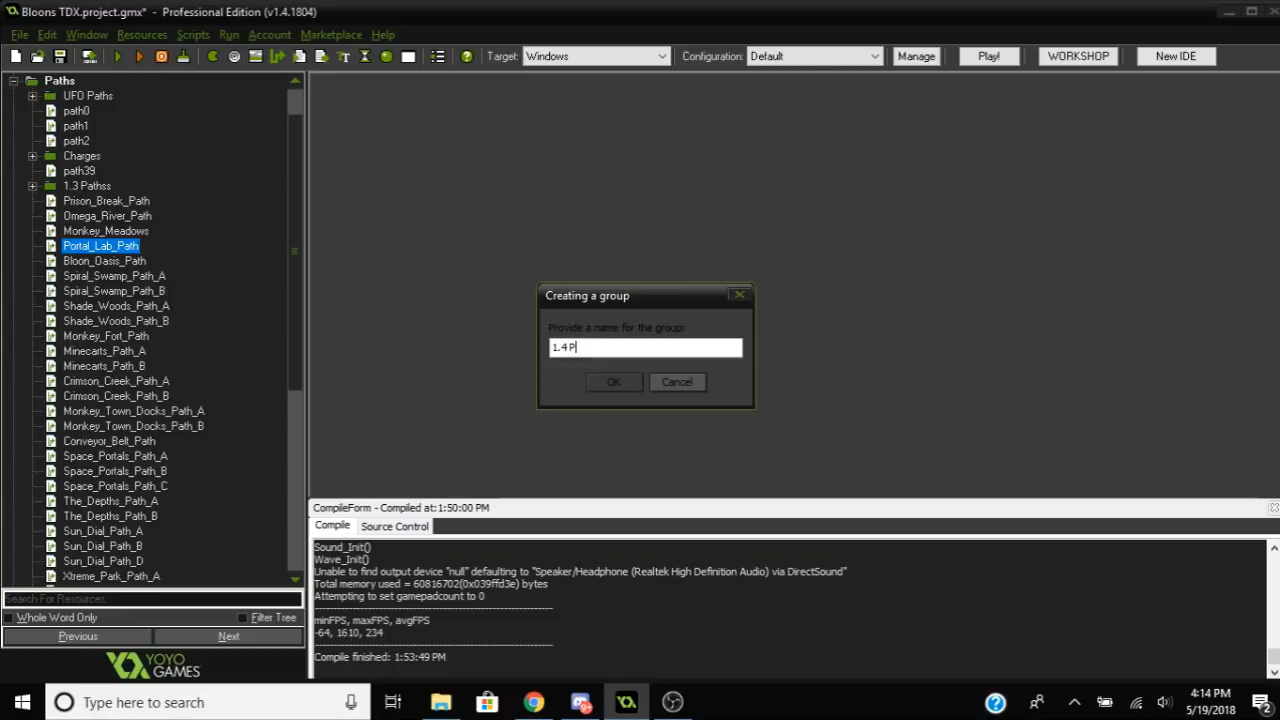 Bloons TDX.project.gmx* - Professional Edition (v1.4.1804)
File Edit Window Resources Scripts Run Account Marketplace Help
Target: Windows Configuration: Default Manage Play! WORKSHOP New IDE
Paths
UFO Paths
path0
path1
path2
Charges
path39
1.3 Pathss
Prison_Break_Path
Omega_River_Path
Monkey_Meadows
Portal_Lab_Path
Bloon_Oasis_Path
Spiral_Swamp_Path_A
Spiral_Swamp_Path_B
Shade_Woods_Path_A
Shade_Woods_Path_B
Monkey_Fort_Path
Minecarts_Path_A
Minecarts_Path_B
Crimson_Creek_Path_A
Crimson_Creek_Path_B
Monkey_Town_Docks_Path_A
Monkey_Town_Docks_Path_B
Conveyor_Belt_Path
Space_Portals_Path_A
Space_Portals_Path_B
Space_Portals_Path_C
The_Depths_Path_A
The_Depths_Path_B
Sun_Dial_Path_A
Sun_Dial_Path_B
Sun_Dial_Path_D
Xtreme_Park_Path_A
Search For Resources
Whole Word Only Filter Tree
Previous Next
YOYO
GAMES
Creating a group
Provide a name for the group:
1.4 P
OK Cancel
CompileForm - Compiled at: 1:50:00 PM
Compile Source Control
Sound_Init()
Wave_Init()
Unable to find output device "null" defaulting to "Speaker/Headphone (Realtek High Definition Audio) via DirectSound"
Total memory used = 60816702(0x039ffd3e) bytes
Attempting to set gamepadcount to 0
minFPS, maxFPS, avgFPS
-64, 1610, 234
Compile finished: 1:53:49 PM
Type here to search
4:14 PM
5/19/2018
2